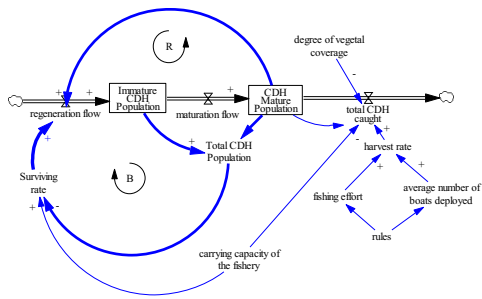 degree of vegetal
coverage
-
R
+
+
Immature
CDH
Population
+
CDH
Mature
Population
regeneration flow
maturation flow
total CDH
caught
+
+
Total CDH
Population
-
+
harvest rate
B
Surviving
rate
+
+
+
-
fishing effort
average number of
boats deployed
rules
carrying capacity of
the fishery